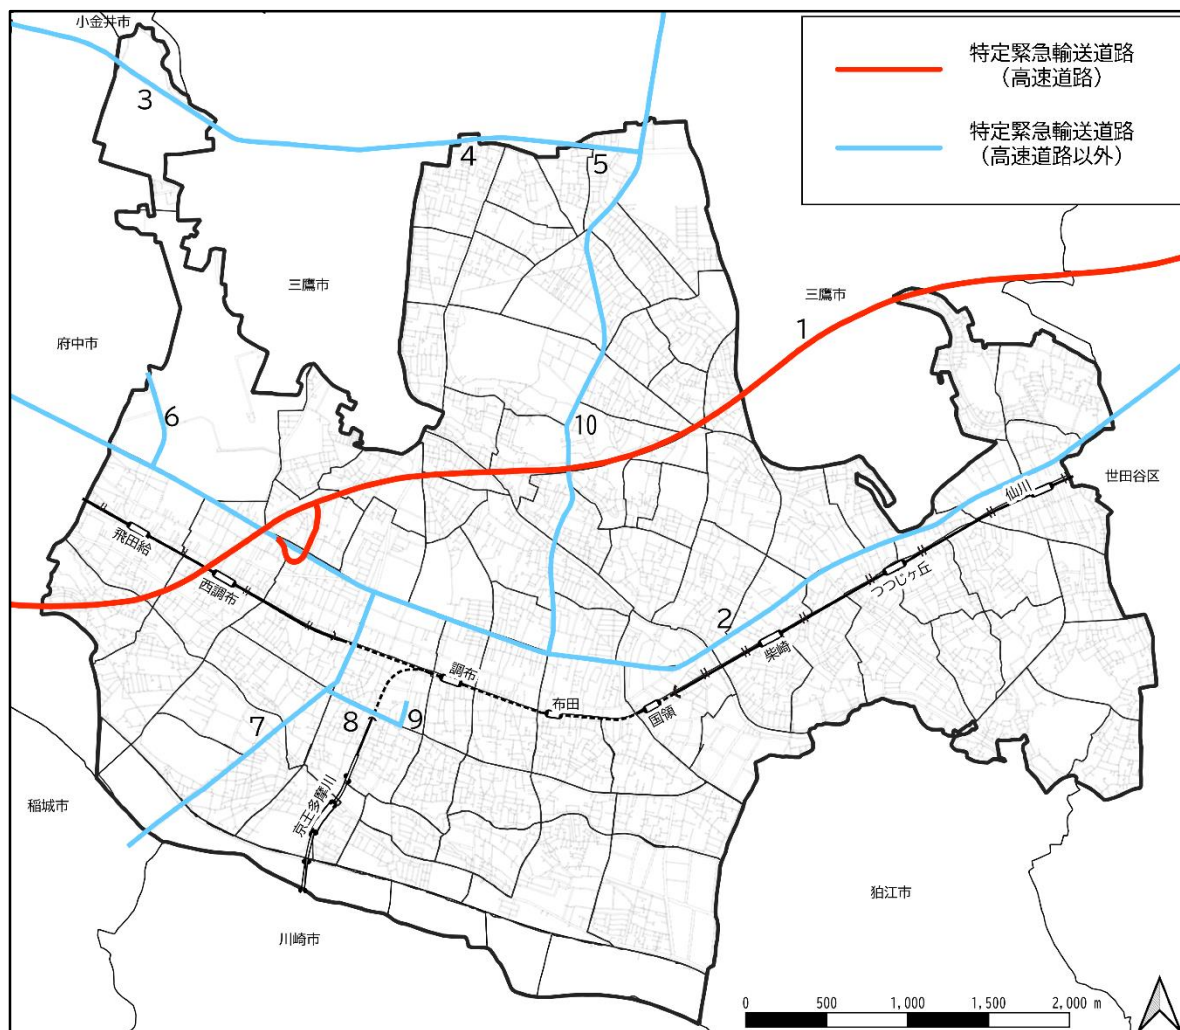 小金井市
特定緊急輸送道路
（高速道路）
特定緊急輸送道路
（高速道路以外）
3
4
5
三鷹市
三鷹市
1
府中市
6
10
世田谷区
仙川
飛田給
西調布
つつじヶ丘
2
柴崎
調布
布田
国領
7
8
9
京王多摩川
稲城市
狛江市
川崎市
0 500 1,000 1,500 2,000 m